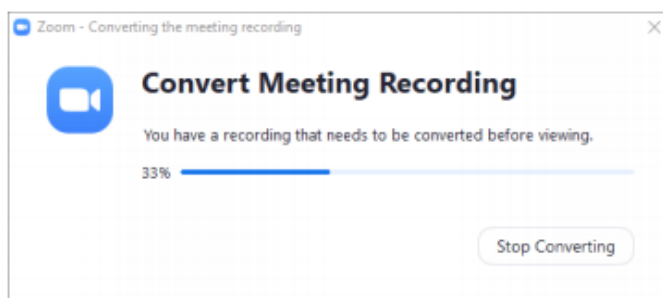 Zoom - Converting the meeting recording
Convert Meeting Recording
You have a recording that needs to be converted before viewing.
33%
Stop Converting